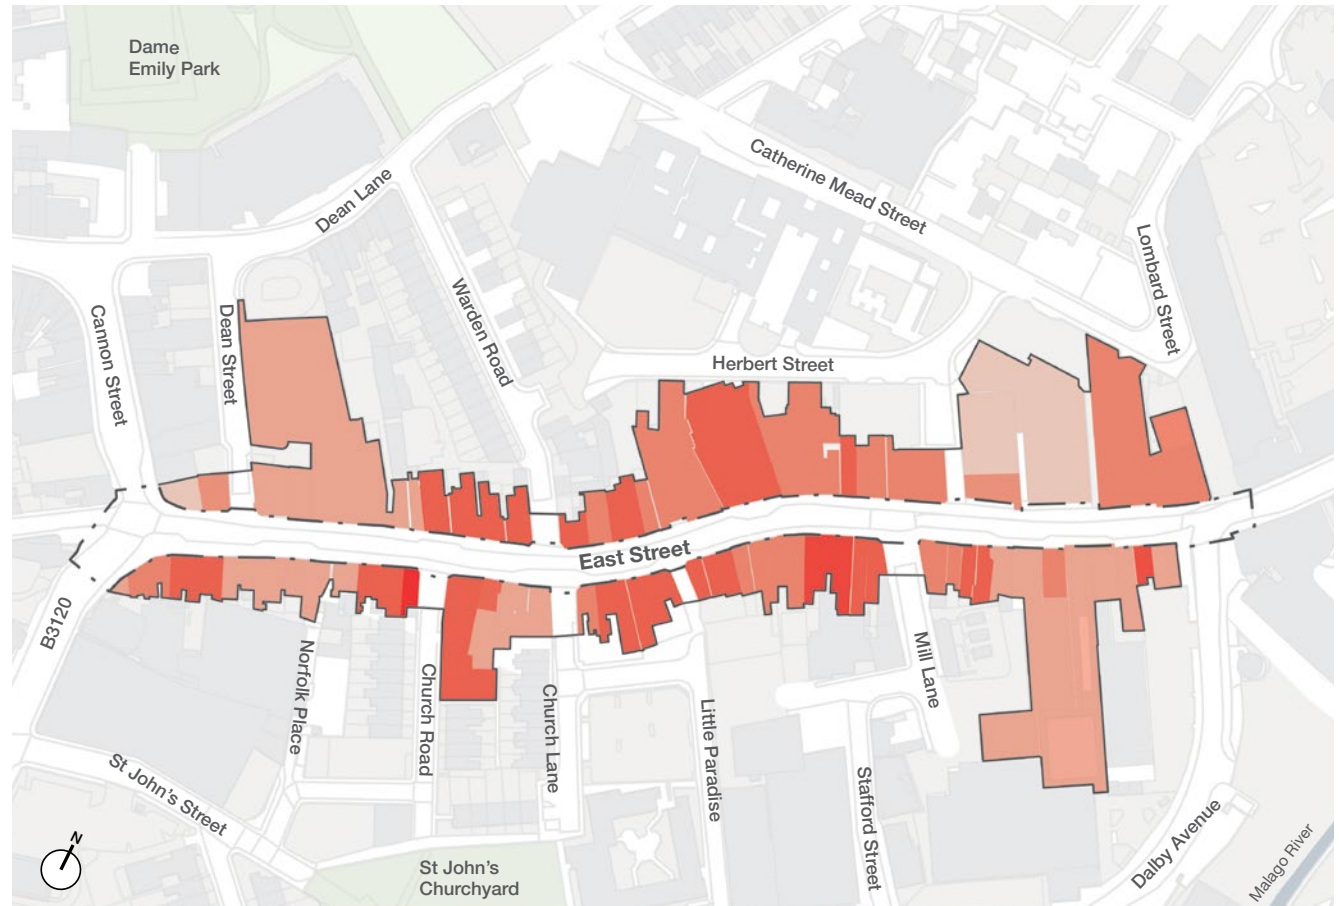 Dame
Emily Park
Catherine Mead Street
Dean Lane
Lombard Street
Warden Road
Cannon Street
Dean Street
Herbert Street
East Street
B3120
Norfolk Place
Church Road
Church Lane
Little Paradise
Mill Lane
St John's Street
Stafford Street
Dalby Avenue
Malago River
St John's
Churchyard
N